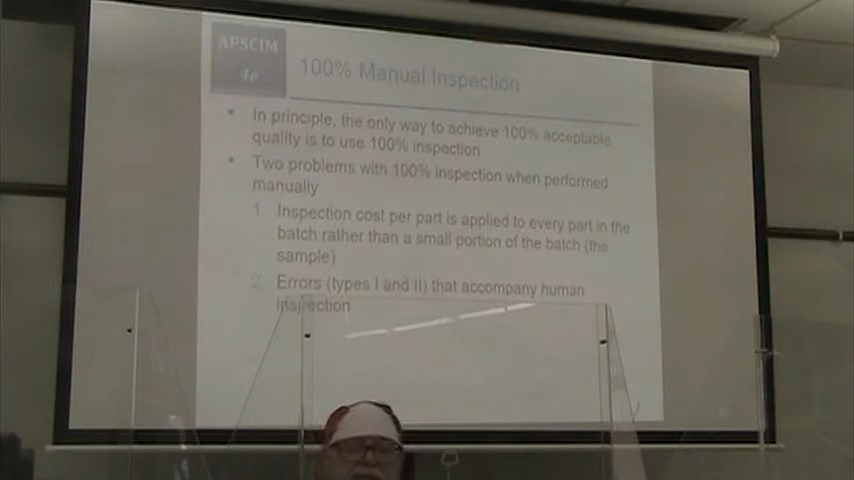 APSCIM
4e
100% Manual Inspection
▪ In principle, the only way to achieve 100% acceptable
quality is to use 100% inspection
▪ Two problems with 100% inspection when performed
manually
1. Inspection cost per part is applied to every part in the
batch rather than a small portion of the batch (the
sample)
2. Errors (types I and II) that accompany human
inspection